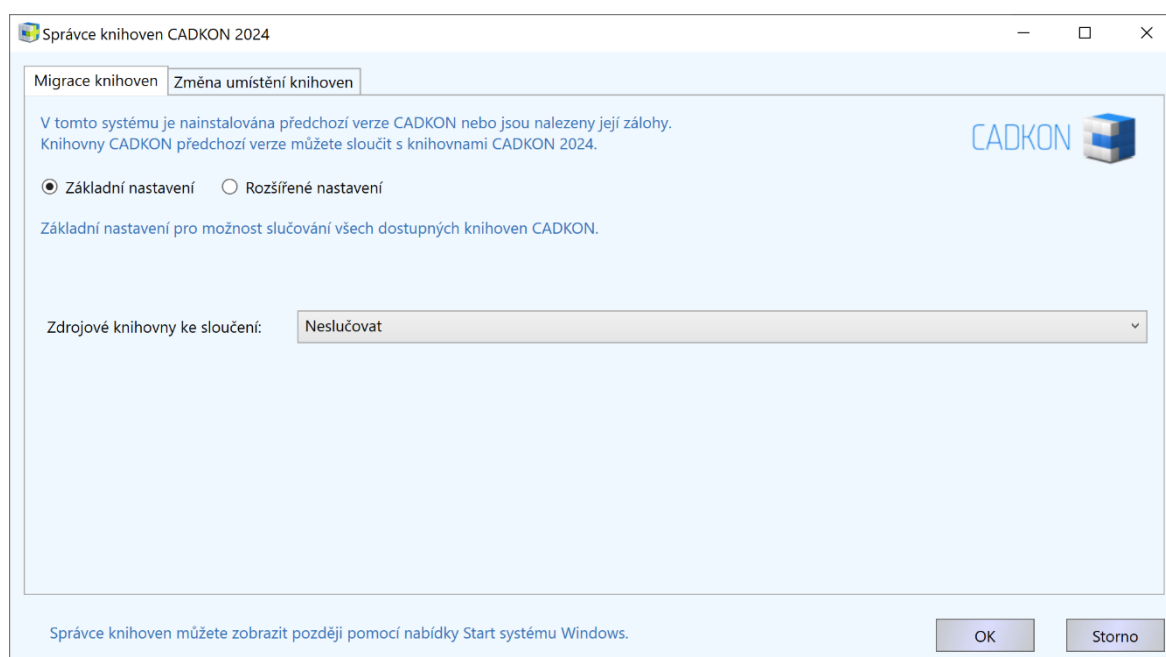 Správce knihoven CADKON 2024
Migrace knihoven
Změna umístění knihoven
V tomto systému je nainstalována předchozí verze CADKON nebo jsou nalezeny její zálohy.
Knihovny CADKON předchozí verze můžete sloučit s knihovnami CADKON 2024.
CADKON
Základní nastavení
Rozšířené nastavení
Základní nastavení pro možnost slučování všech dostupných knihoven CADKON.
Zdrojové knihovny ke sloučení:
Neslučovat
Správce knihoven můžete zobrazit později pomocí nabídky Start systému Windows.
OK
Storno